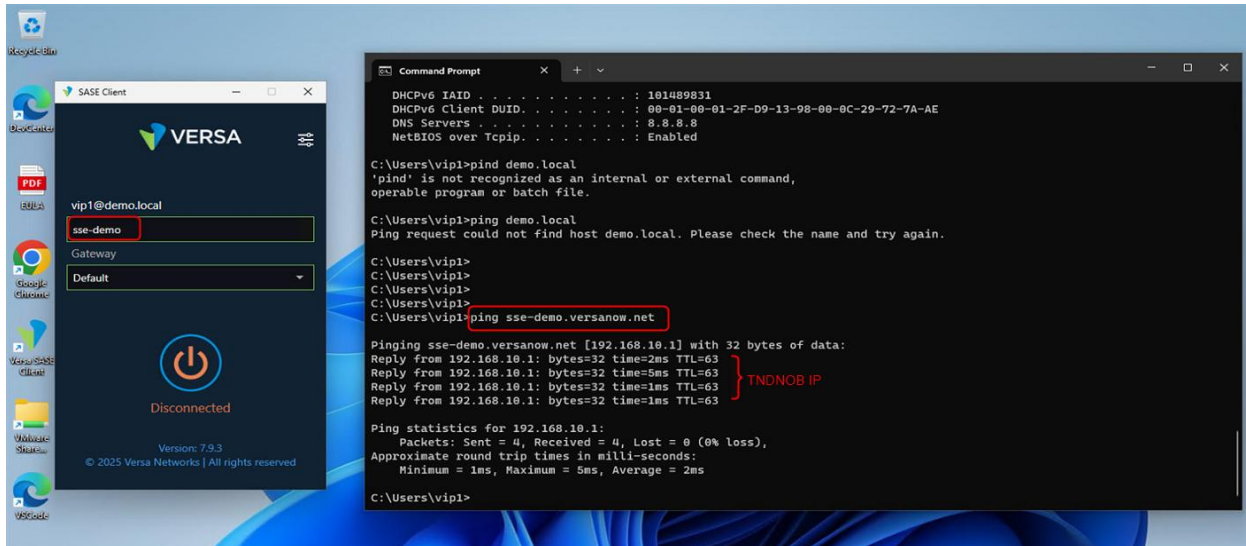 Recycle Bin
DevCenter
EULA
PDF
Google
Chrome
Versa SASE
Client
VMware
Share...
VSCode
SASE Client
VERSA
vip1@demo.local
sse-demo
Gateway
Default
Disconnected
Version: 7.9.3
© 2025 Versa Networks | All rights reserved
Command Prompt
DHCPv6 IAID . . . . . . . . . . . : 101489831
DHCPv6 Client DUID. . . . . . . . : 00-01-00-01-2F-D9-13-98-00-0C-29-72-7A-AE
DNS Servers . . . . . . . . . . . : 8.8.8.8
NetBIOS over Tcpip. . . . . . . . : Enabled
C:\Users\vip1>pind demo.local
'pind' is not recognized as an internal or external command,
operable program or batch file.
C:\Users\vip1>ping demo.local
Ping request could not find host demo.local. Please check the name and try again.
C:\Users\vip1>
C:\Users\vip1>
C:\Users\vip1>
C:\Users\vip1>
C:\Users\vip1>ping sse-demo.versanow.net
Pinging sse-demo.versanow.net [192.168.10.1] with 32 bytes of data:
Reply from 192.168.10.1: bytes=32 time=2ms TTL=63
Reply from 192.168.10.1: bytes=32 time=5ms TTL=63
Reply from 192.168.10.1: bytes=32 time=1ms TTL=63
Reply from 192.168.10.1: bytes=32 time=1ms TTL=63
TNDNOB IP
Ping statistics for 192.168.10.1:
Packets: Sent = 4, Received = 4, Lost = 0 (0% loss),
Approximate round trip times in milli-seconds:
Minimum = 1ms, Maximum = 5ms, Average = 2ms
C:\Users\vip1>